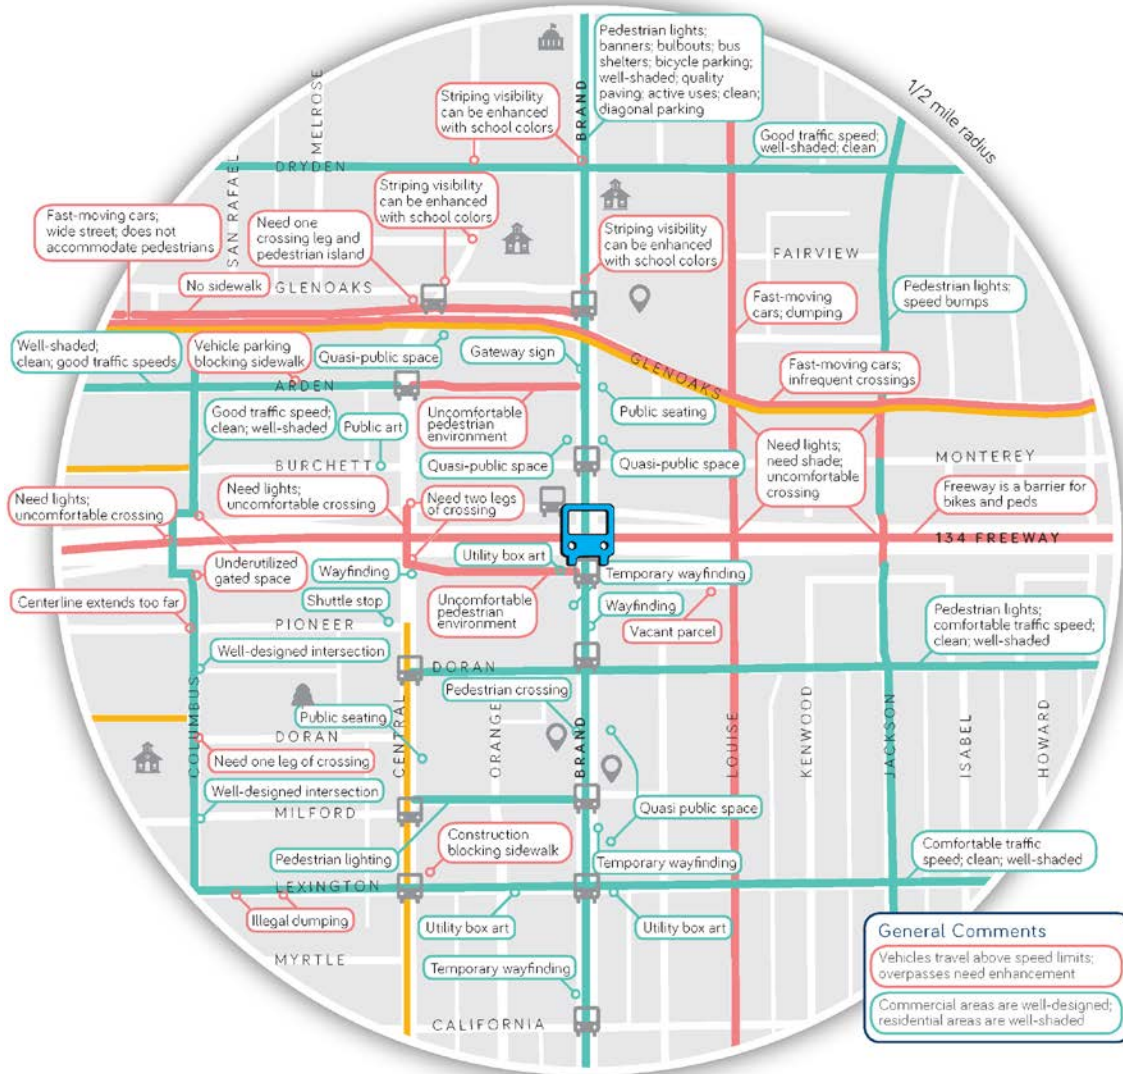 Pedestrian lights;
banners; bulbouts; bus
shelters; bicycle parking;
well-shaded; quality
paving; active uses; clean;
diagonal parking
BRAND
MELROSE
1/2 mile radius
Striping visibility
can be enhanced
with school colors
Good traffic speed;
well-shaded; clean
DRYDEN
SAN RAFAEL
Striping visibility
can be enhanced
with school colors
Fast-moving cars;
wide street; does not
accommodate pedestrians
Need one
crossing leg and
pedestrian island
Striping visibility
can be enhanced
with school colors
FAIRVIEW
No sidewalk
GLENOAKS
Pedestrian lights;
speed bumps
Fast-moving
cars; dumping
Well-shaded;
clean; good traffic speeds
Vehicle parking
blocking sidewalk
Quasi-public space
Gateway sign
GLENOAKS
Fast-moving cars;
infrequent crossings
ARDEN
Good traffic speed;
clean; well-shaded
Public art
Uncomfortable
pedestrian
environment
Public seating
BURCHETT
Quasi-public space
Quasi-public space
Need lights;
need shade;
uncomfortable
crossing
MONTEREY
Need lights;
uncomfortable crossing
Need lights;
uncomfortable crossing
Need two legs
of crossing
Freeway is a barrier for
bikes and peds
134 FREEWAY
Underutilized
gated space
Utility box art
Wayfinding
Temporary wayfinding
Centerline extends too far
Shuttle stop
Uncomfortable
pedestrian
environment
Wayfinding
Vacant parcel
Pedestrian lights;
comfortable traffic speed;
clean; well-shaded
PIONEER
Well-designed intersection
DORAN
Pedestrian crossing
COLUMBUS
Public seating
CENTRAL
ORANGE
BRAND
LOUISE
KENWOOD
JACKSON
ISABEL
HOWARD
DORAN
Need one leg of crossing
Well-designed intersection
MILFORD
Quasi public space
Construction
blocking sidewalk
Pedestrian lighting
Temporary wayfinding
Comfortable traffic
speed; clean; well-shaded
LEXINGTON
Illegal dumping
Utility box art
Utility box art
MYRTLE
Temporary wayfinding
CALIFORNIA
General Comments
Vehicles travel above speed limits;
overpasses need enhancement
Commercial areas are well-designed;
residential areas are well-shaded